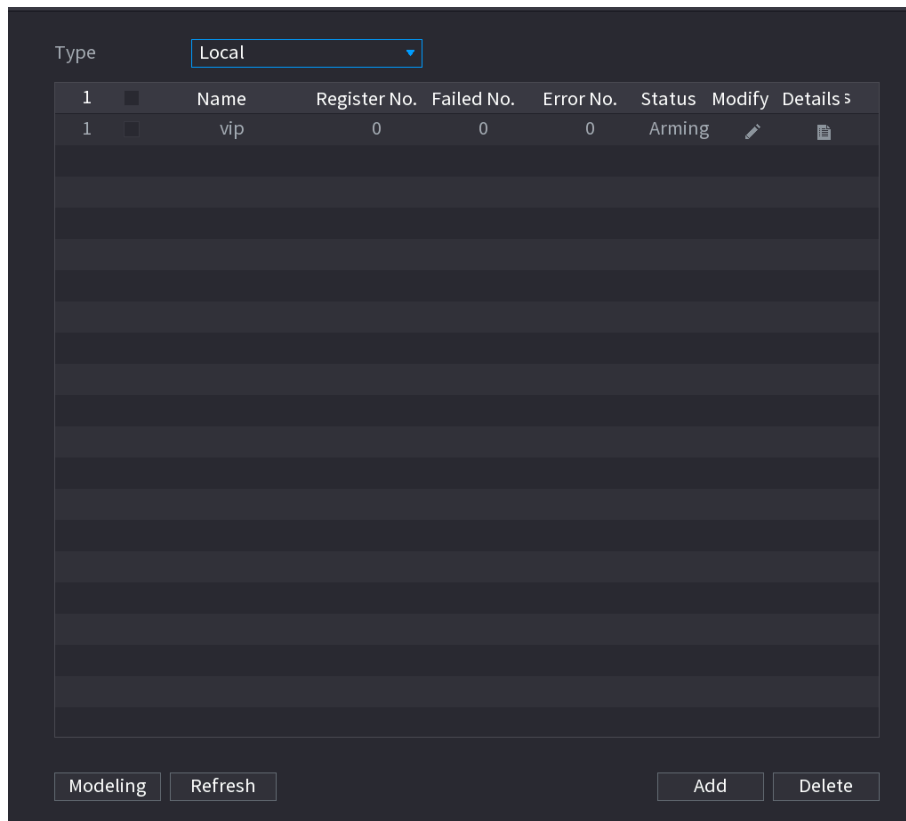 Type Local
1 Name Register No. Failed No. Error No. Status Modify Details s
1 vip 0 0 0 Arming
Modeling Refresh Add Delete